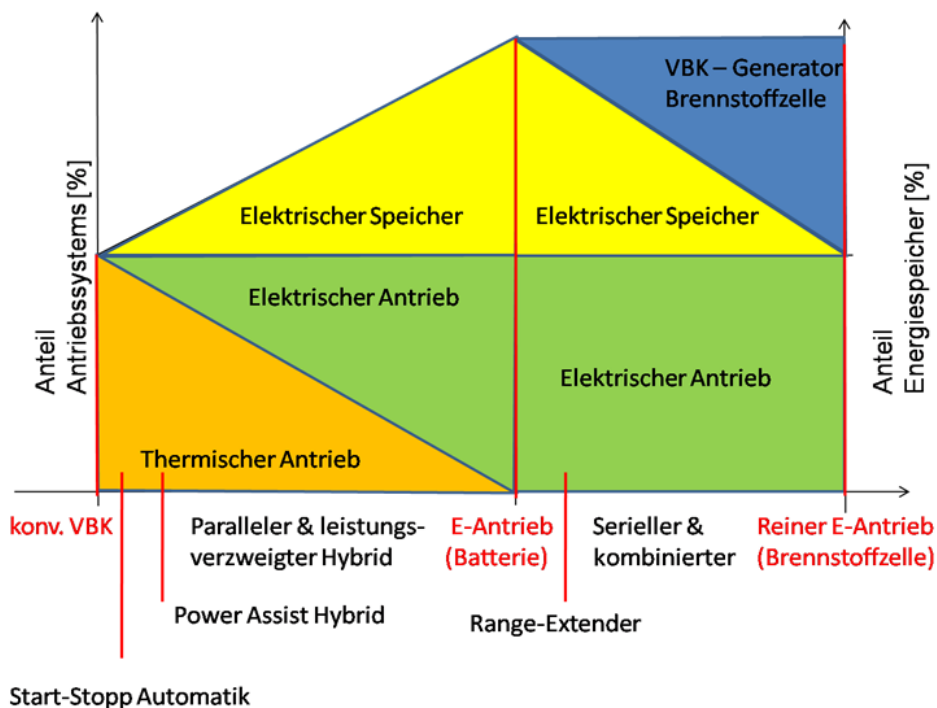 VBK – Generator
Brennstoffzelle
Anteil
Antriebssystems [%]
Elektrischer Speicher
Elektrischer Speicher
Anteil
Energiespeicher [%]
Elektrischer Antrieb
Elektrischer Antrieb
Thermischer Antrieb
konv. VBK
Paralleler & leistungs-
verzweigter Hybrid
E-Antrieb
(Batterie)
Serieller &
kombinierter
Reiner E-Antrieb
(Brennstoffzelle)
Power Assist Hybrid
Range-Extender
Start-Stopp Automatik